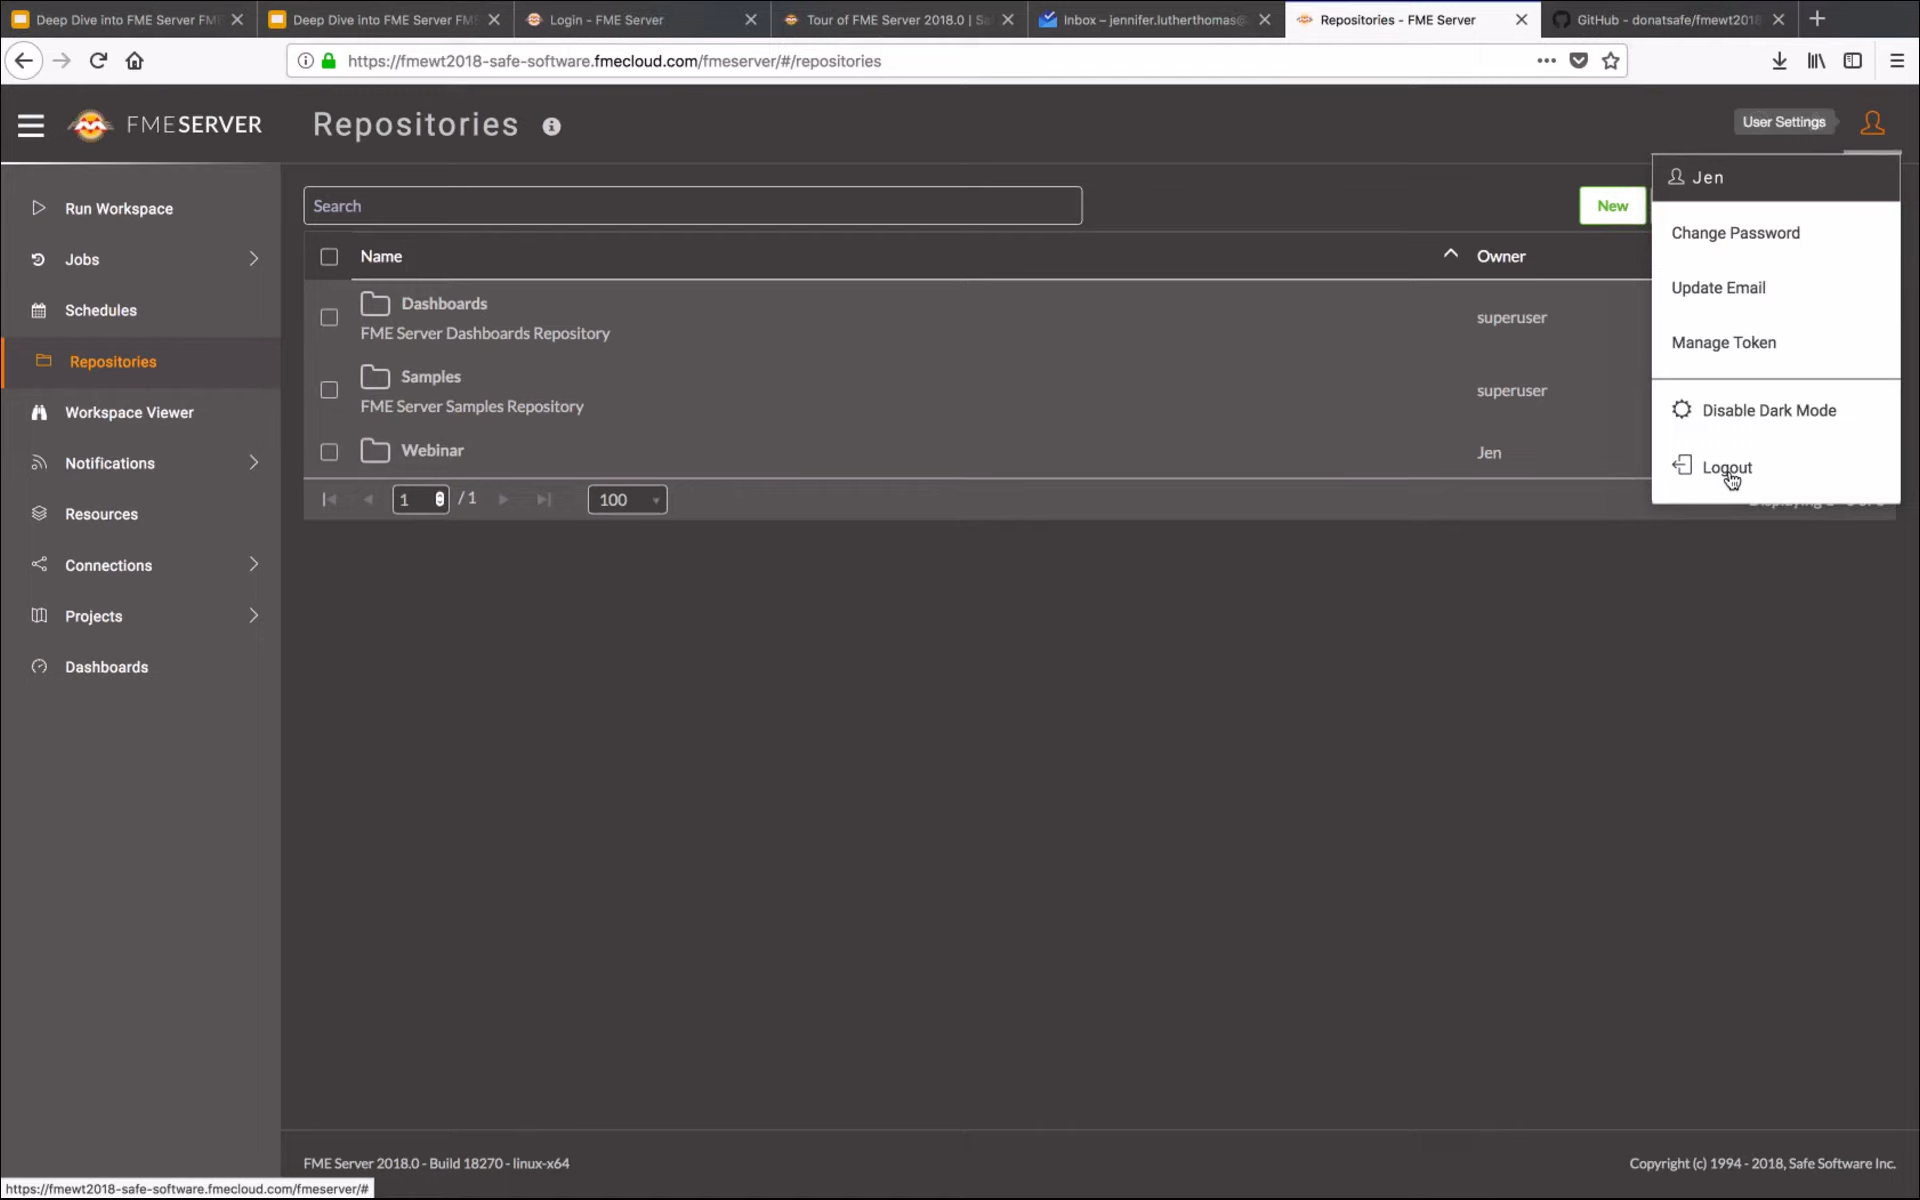 Deep Dive into FME Server FM
Deep Dive into FME Server FM
Login - FME Server
Tour of FME Server 2018.0 | Sa
Inbox – jennifer.lutherthomas@
Repositories - FME Server
GitHub - donatsafe/fmewt2018
https://fmewt2018-safe-software.fmecloud.com/fmeserver/#/repositories
FMESERVER
Repositories
User Settings
Run Workspace
Jobs
Schedules
Repositories
Workspace Viewer
Notifications
Resources
Connections
Projects
Dashboards
Search
New
Name
Owner
Dashboards
FME Server Dashboards Repository
superuser
Samples
FME Server Samples Repository
superuser
Webinar
Jen
1 / 1
100
Jen
Change Password
Update Email
Manage Token
Disable Dark Mode
Logout
FME Server 2018.0 - Build 18270 - linux-x64
Copyright (c) 1994 - 2018, Safe Software Inc.
https://fmewt2018-safe-software.fmecloud.com/fmeserver/#